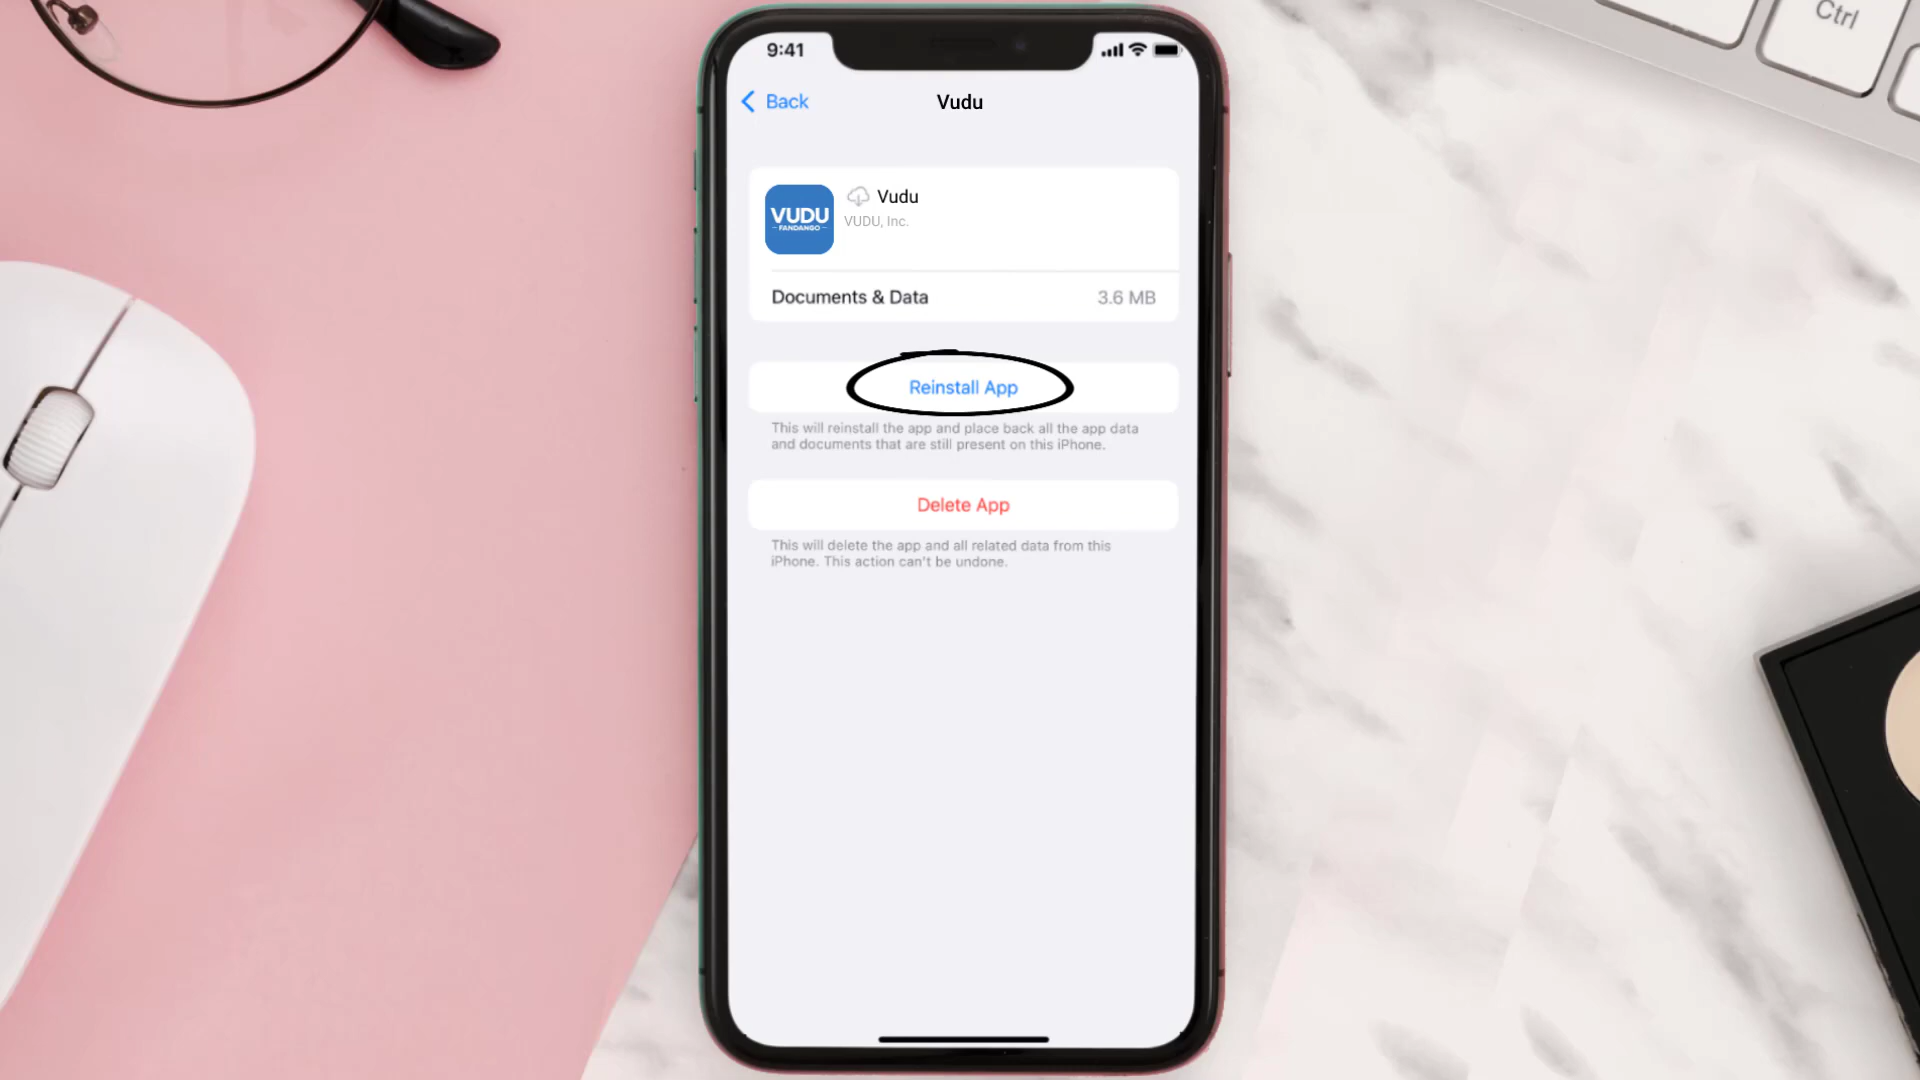 Ctrl
9:41
Back
Vudu
VUDU
FANDANGO
Vudu
VUDU, Inc.
Documents & Data
3.6 MB
Reinstall App
This will reinstall the app and place back all the app data
and documents that are still present on this iPhone.
Delete App
This will delete the app and all related data from this
iPhone. This action can't be undone.